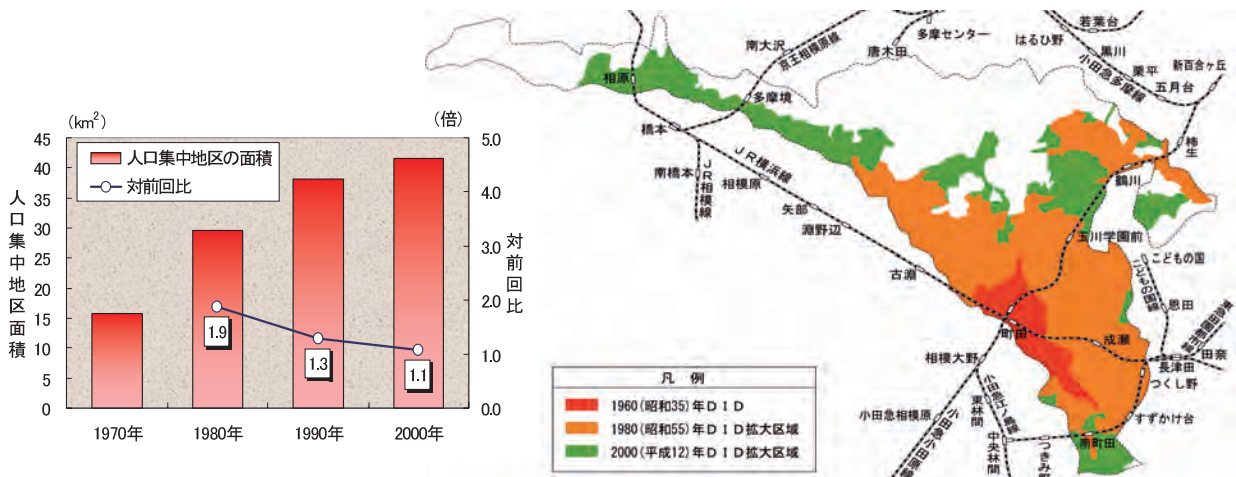 (km²)
(倍)
人口集中地区面積
45
40
35
30
25
20
15
10
5
0
人口集中地区の面積
対前回比
1.9
1.3
1.1
5.0
4.0
3.0
2.0
1.0
0.0
対前回比
1970年
1980年
1990年
2000年
若葉台
多摩センター
はるひ野
唐木田
南大沢
京王相模原線
黒川
小田急多摩線
栗平
新百合ヶ丘
五月台
相原
多摩境
橋本
柿生
JR横浜線
南橋本
JR相模線
相模原
鶴川
矢部
淵野辺
玉川学園前
こどもの国
古淵
こどもの国線
恩田
東急田園都市線
町田
成瀬
田奈
長津田
つくし野
相模大野
小田急江ノ島線
東林間
小田急相模原
小田急小田原線
すずかけ台
南町田
中央林間
つきみ野
凡 例
1960(昭和35)年DID
1980(昭和55)年DID拡大区域
2000(平成12)年DID拡大区域